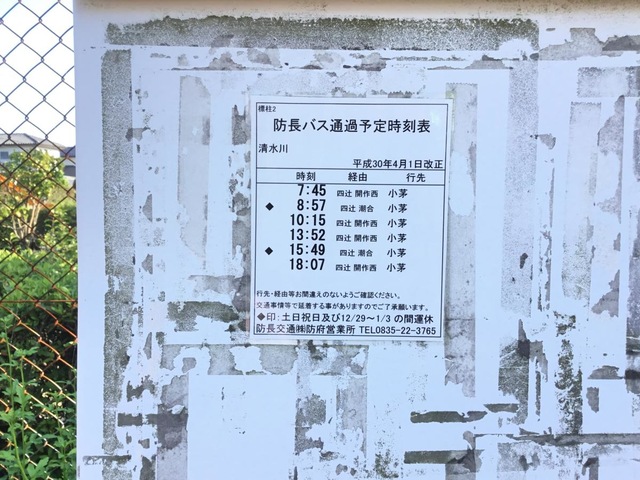 標柱2
防長バス通過予定時刻表
清水川
平成30年4月1日改正
時刻 経由 行先
7:45 四辻 開作西 小茅
◆ 8:57 四辻 潮合 小茅
10:15 四辻 開作西 小茅
13:52 四辻 開作西 小茅
◆ 15:49 四辻 潮合 小茅
18:07 四辻 開作西 小茅
行先・経由等お間違えのないようご確認ください。
交通事情等で延着する事がありますのでご了承願います。
◆印:土日祝日及び12/29～1/3 の間運休
防長交通㈱防府営業所 TEL0835-22-3765